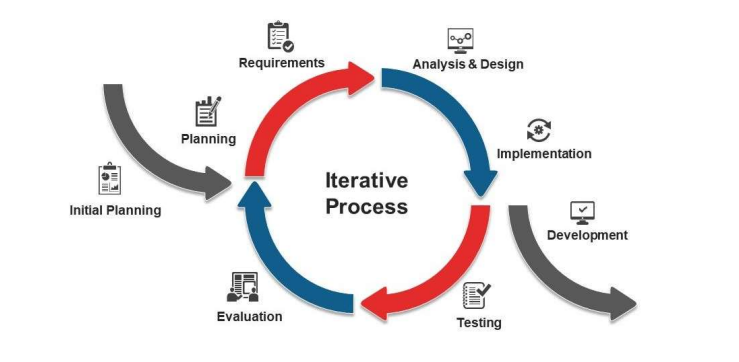 Requirements
Analysis & Design
Planning
Implementation
Iterative
Process
Initial Planning
Development
Evaluation
Testing